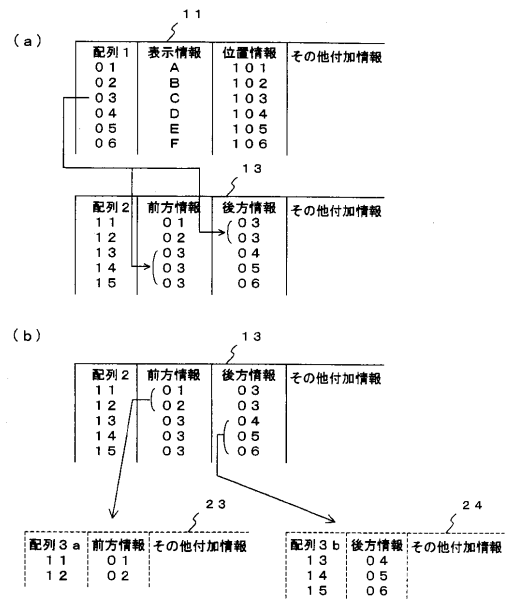 11
(a)
配列1 表示情報 位置情報 その他付加情報
01 A 101
02 B 102
03 C 103
04 D 104
05 E 105
06 F 106
13
配列2 前方情報 後方情報 その他付加情報
11 01 03
12 02 03
13 03 04
14 03 05
15 03 06
(b)
13
配列2 前方情報 後方情報 その他付加情報
11 01 03
12 02 03
13 03 04
14 03 05
15 03 06
23
配列3a 前方情報 その他付加情報
11 01
12 02
24
配列3b 後方情報 その他付加情報
13 04
14 05
15 06